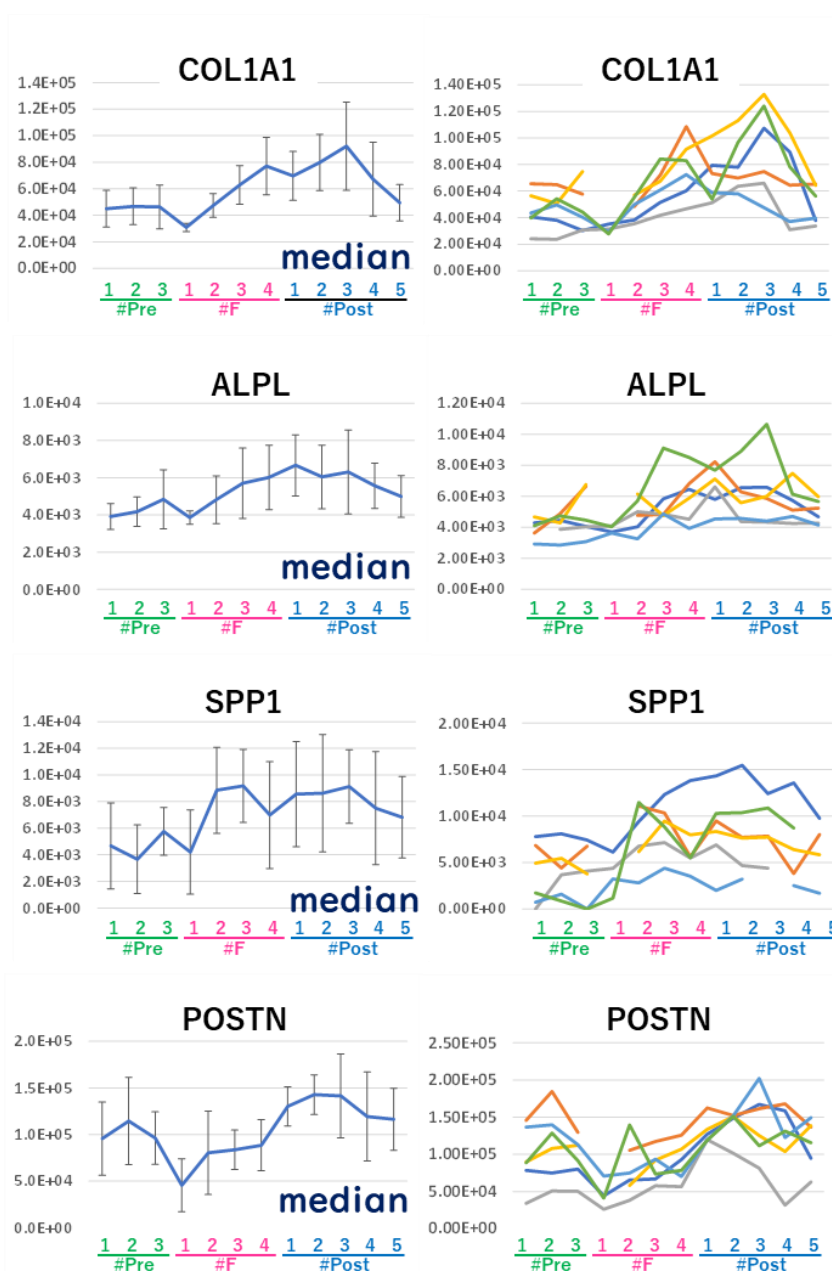 COL1A1
1.4E+05
1.2E+05
1.0E+05
8.0E+04
6.0E+04
4.0E+04
2.0E+04
0.0E+00
median
1 2 3 1 2 3 4 1 2 3 4 5
#Pre #F #Post
COL1A1
1.40E+05
1.20E+05
1.00E+05
8.00E+04
6.00E+04
4.00E+04
2.00E+04
0.00E+00
1 2 3 1 2 3 4 1 2 3 4 5
#Pre #F #Post
ALPL
1.0E+04
8.0E+03
6.0E+03
4.0E+03
2.0E+03
0.0E+00
median
1 2 3 1 2 3 4 1 2 3 4 5
#Pre #F #Post
ALPL
1.20E+04
1.00E+04
8.00E+03
6.00E+03
4.00E+03
2.00E+03
0.00E+00
1 2 3 1 2 3 4 1 2 3 4 5
#Pre #F #Post
SPP1
1.4E+04
1.2E+04
1.0E+04
8.0E+03
6.0E+03
4.0E+03
2.0E+03
0.0E+00
median
1 2 3 1 2 3 4 1 2 3 4 5
#Pre #F #Post
SPP1
2.00E+04
1.50E+04
1.00E+04
5.00E+03
0.00E+00
1 2 3 1 2 3 4 1 2 3 4 5
#Pre #F #Post
POSTN
2.0E+05
1.5E+05
1.0E+05
5.0E+04
0.0E+00
median
1 2 3 1 2 3 4 1 2 3 4 5
#Pre #F #Post
POSTN
2.50E+05
2.00E+05
1.50E+05
1.00E+05
5.00E+04
0.00E+00
1 2 3 1 2 3 4 1 2 3 4 5
#Pre #F #Post